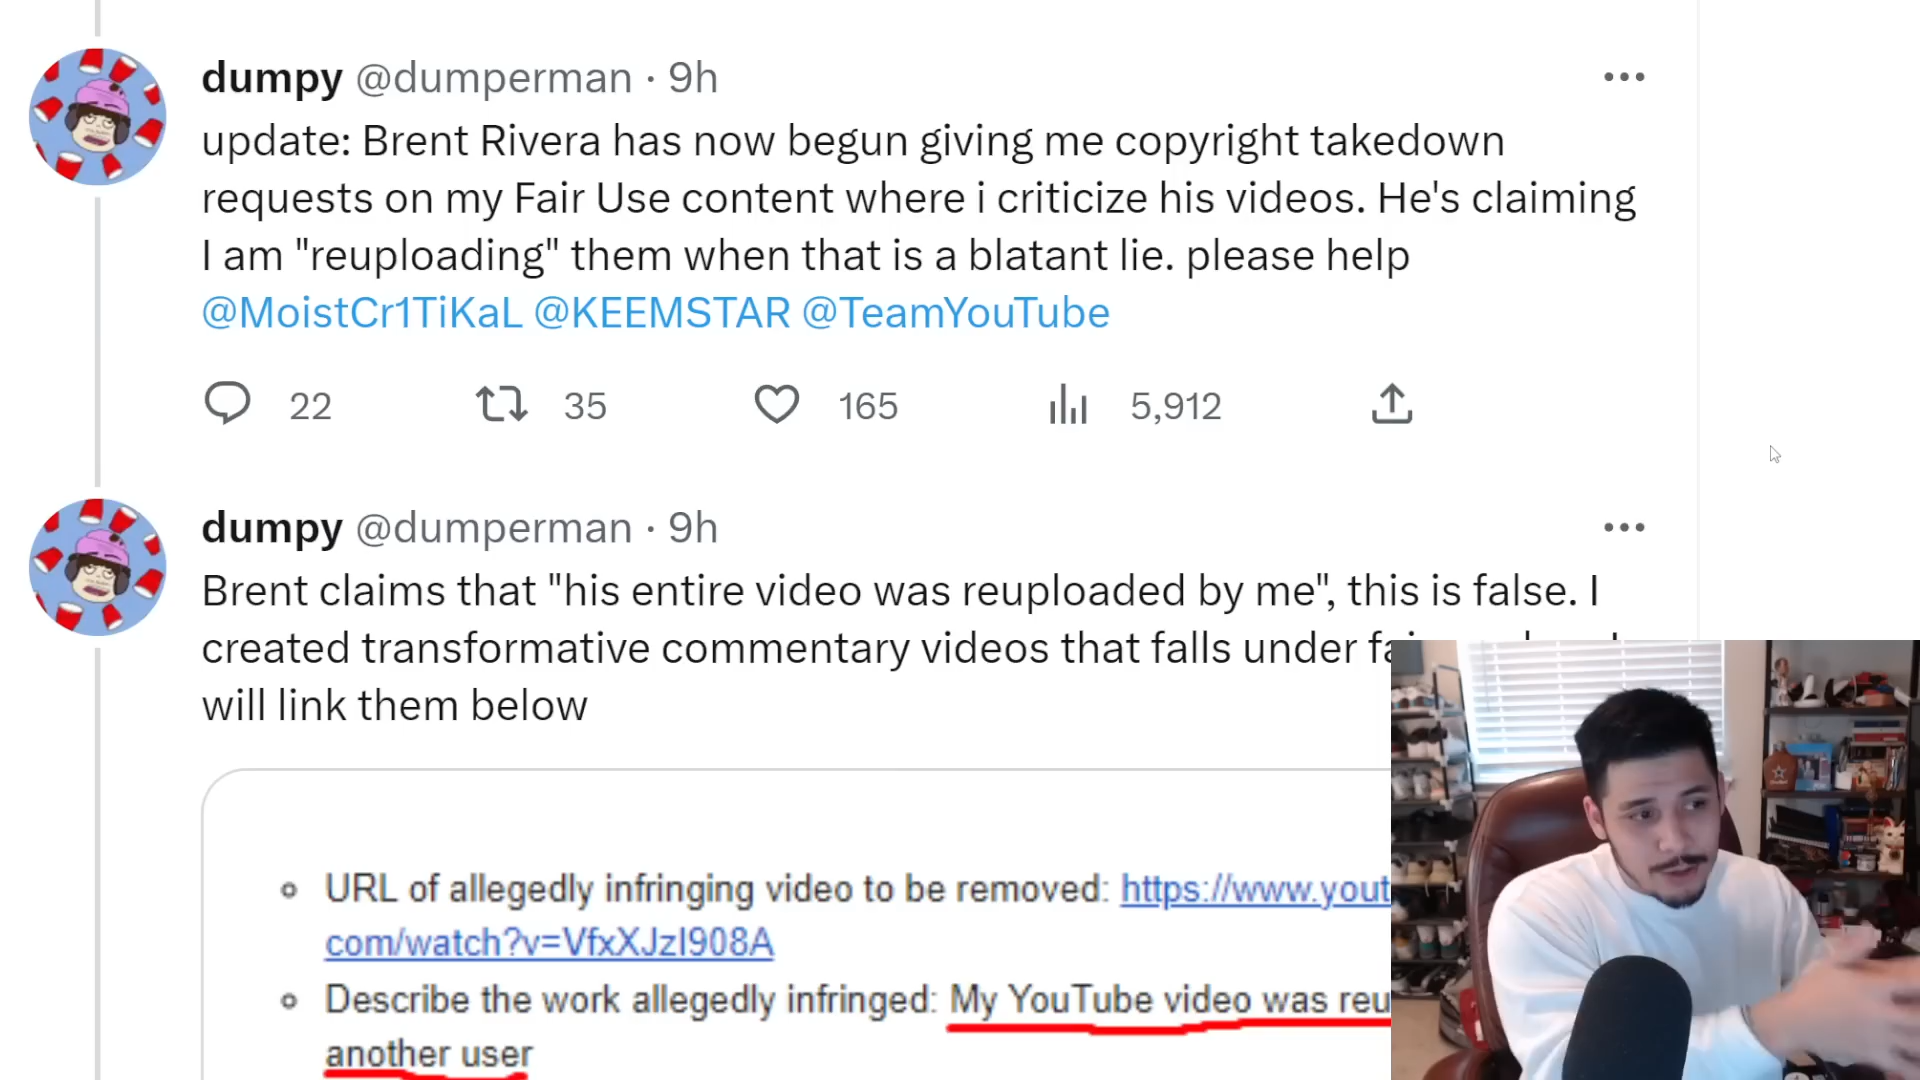 dumpy @dumperman · 9h
update: Brent Rivera has now begun giving me copyright takedown
requests on my Fair Use content where i criticize his videos. He's claiming
I am "reuploading" them when that is a blatant lie. please help
@MoistCr1TiKaL @KEEMSTAR @TeamYouTube
22 35 165 5,912
dumpy @dumperman · 9h
Brent claims that "his entire video was reuploaded by me", this is false. I
created transformative commentary videos that falls under
will link them below
URL of allegedly infringing video to be removed: https://www.yout
com/watch?v=VfxXJzI908A
Describe the work allegedly infringed: My YouTube video was reu
another user